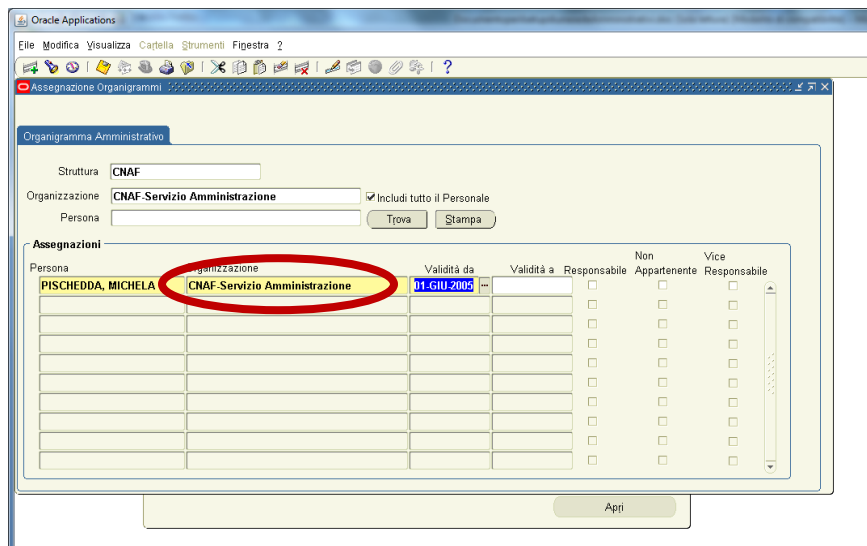 Oracle Applications
File Modifica Visualizza Cartella Strumenti Finestra ?
Assegnazione Organigrammi
Organigramma Amministrativo
Struttura CNAF
Organizzazione CNAF-Servizio Amministrazione Includi tutto il Personale
Persona Trova Stampa
Assegnazioni
Non Vice
Persona Organizzazione Validità da Validità a Responsabile Appartenente Responsabile
PISCHEDDA, MICHELA CNAF-Servizio Amministrazione 01-GIU-2005 ...
Apri